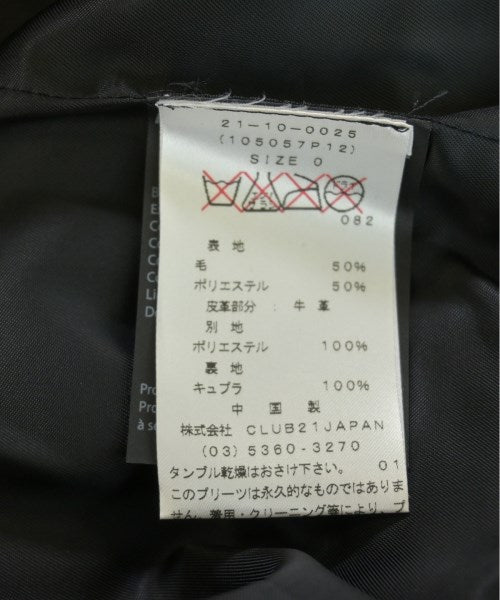 21-10-0025
(105057P12)
SIZE 0
082
表地
毛 50%
ポリエステル 50%
皮革部分 : 牛革
別地
ポリエステル 100%
裏地
キュプラ 100%
中国製
株式会社 CLUB21JAPAN
(03) 5360-3270
タンブル乾燥はおさけ下さい。 01
このプリーツは永久的なものではありま
せん。着用・クリーニング等により、プ
Pro
Pro
à se